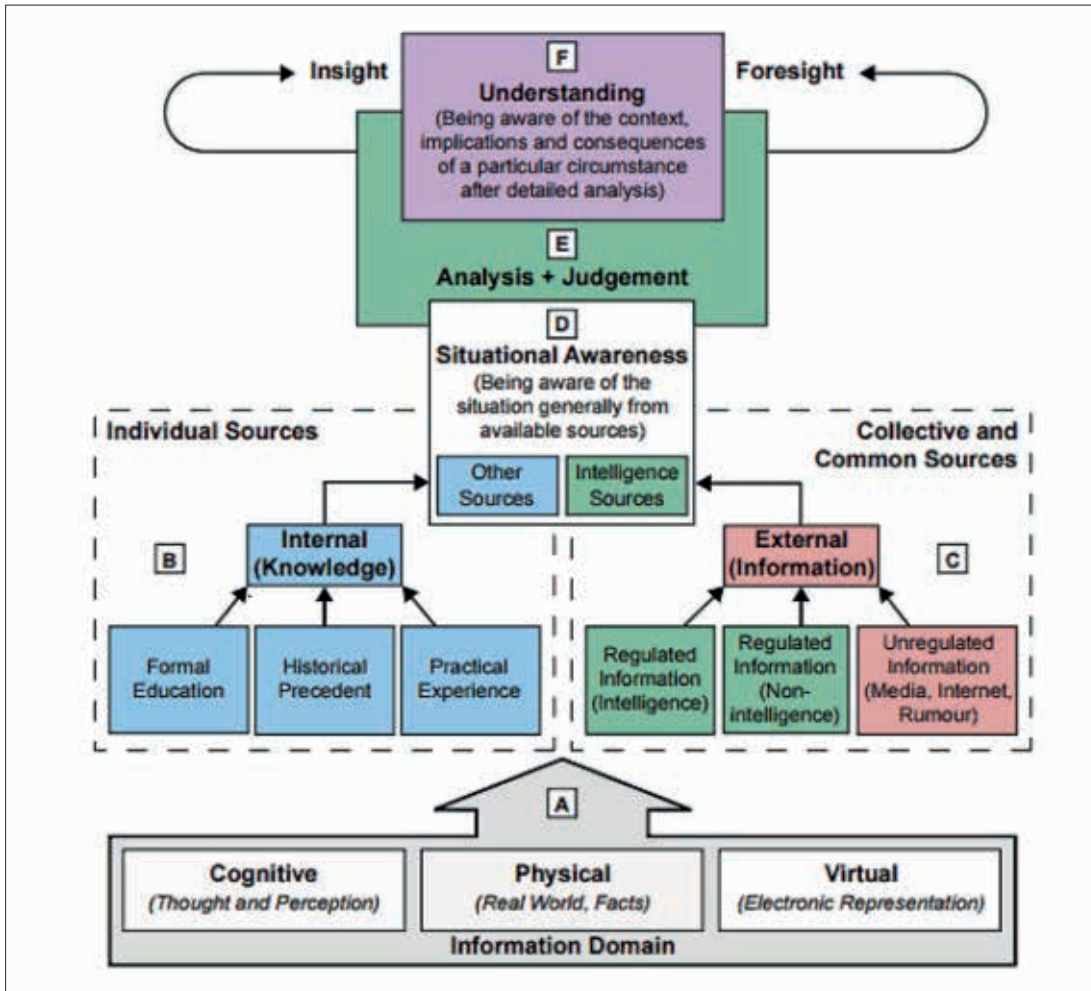 Insight
F
Foresight
Understanding
(Being aware of the context,
implications and consequences
of a particular circumstance
after detailed analysis)
E
Analysis + Judgement
D
Situational Awareness
(Being aware of the
situation generally from
available sources)
Individual Sources
Collective and
Common Sources
Other
Sources
Intelligence
Sources
B
Internal
(Knowledge)
External
(Information)
C
Formal
Education
Historical
Precedent
Practical
Experience
Regulated
Information
(Intelligence)
Regulated
Information
(Non-
intelligence)
Unregulated
Information
(Media, Internet,
Rumour)
A
Cognitive
(Thought and Perception)
Physical
(Real World, Facts)
Virtual
(Electronic Representation)
Information Domain